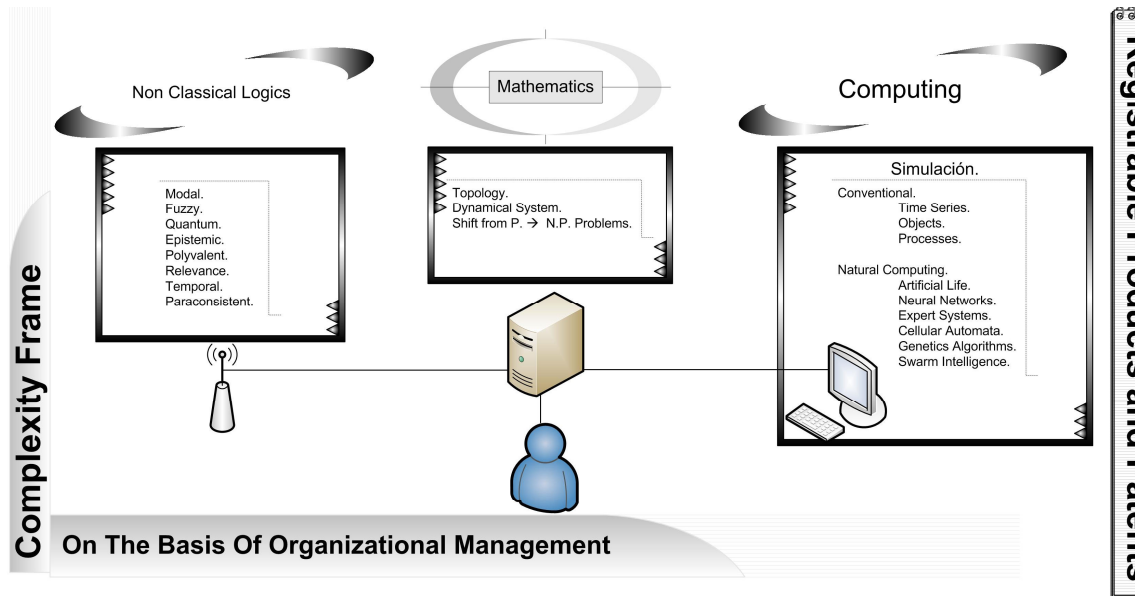 Non Classical Logics
Modal.
Fuzzy.
Quantum.
Epistemic.
Polyvalent.
Relevance.
Temporal.
Paraconsistent.
Mathematics
Topology.
Dynamical System.
Shift from P. → N.P. Problems.
Computing
Simulación.
Conventional.
Time Series.
Objects.
Processes.
Natural Computing.
Artificial Life.
Neural Networks.
Expert Systems.
Cellular Automata.
Genetics Algorithms.
Swarm Intelligence.
Complexity Frame
On The Basis Of Organizational Management
Registrable Products and Patents